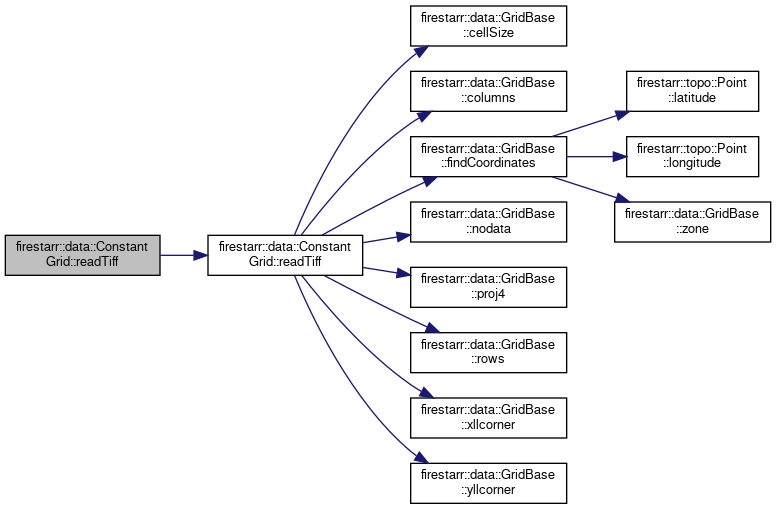 firestarr::data::Constant
Grid::readTiff
firestarr::data::Constant
Grid::readTiff
firestarr::data::GridBase
::cellSize
firestarr::data::GridBase
::columns
firestarr::data::GridBase
::findCoordinates
firestarr::data::GridBase
::nodata
firestarr::data::GridBase
::proj4
firestarr::data::GridBase
::rows
firestarr::data::GridBase
::xllcorner
firestarr::data::GridBase
::yllcorner
firestarr::topo::Point
::latitude
firestarr::topo::Point
::longitude
firestarr::data::GridBase
::zone